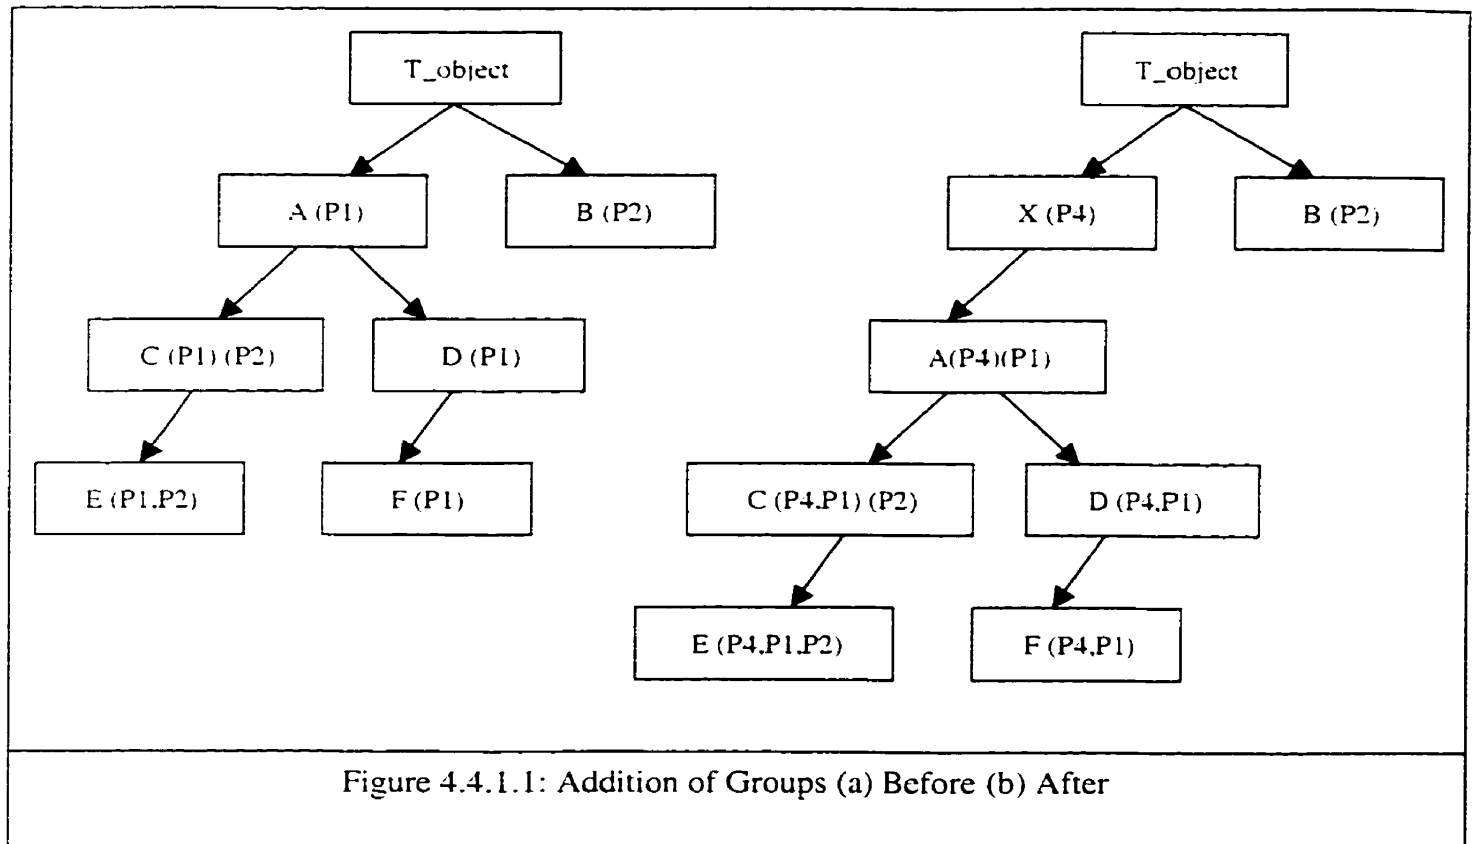 T_object
A (P1)
B (P2)
C (P1) (P2)
D (P1)
E (P1,P2)
F (P1)
T_object
X (P4)
B (P2)
A(P4)(P1)
C (P4,P1) (P2)
D (P4,P1)
E (P4,P1,P2)
F (P4,P1)
Figure 4.4.1.1: Addition of Groups (a) Before (b) After